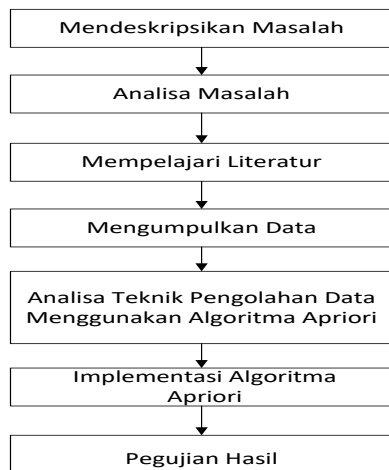 Mendeskripsikan Masalah
Analisa Masalah
Mempelajari Literatur
Mengumpulkan Data
Analisa Teknik Pengolahan Data
Menggunakan Algoritma Apriori
Implementasi Algoritma
Apriori
Pegujian Hasil